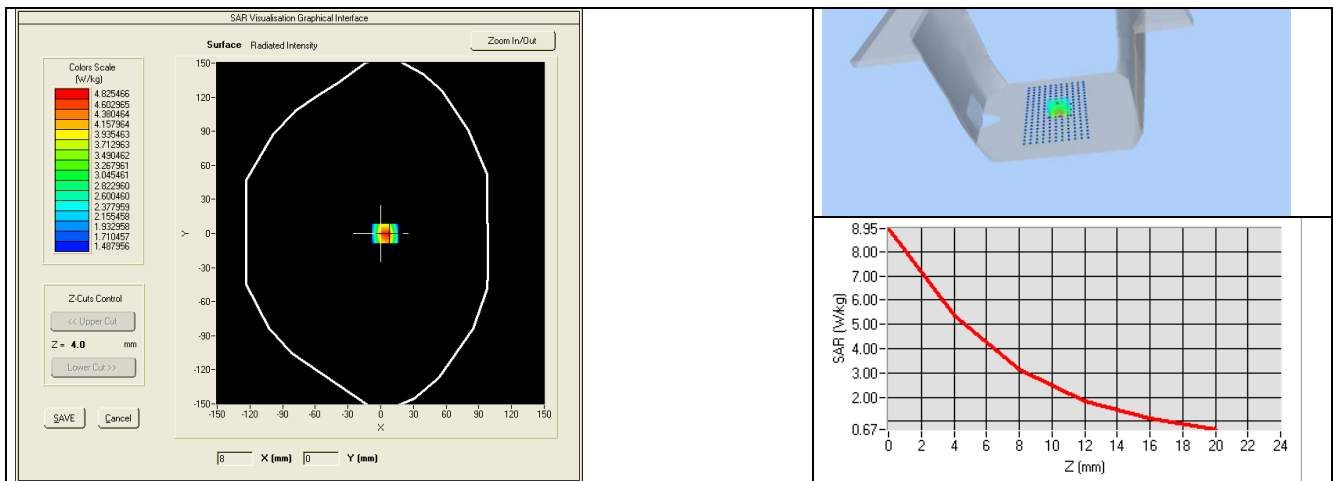 SAR Visualisation Graphical Interface
Surface Radiated Intensity
Zoom In/Out
Colors Scale
(W/kg)
4.825466
4.602965
4.380464
4.157964
3.935463
3.712963
3.490462
3.267961
3.045461
2.822960
2.600460
2.377959
2.155458
1.932958
1.710457
1.487956
Z-Cuts Control
<< Upper Cut
Z = 4.0 mm
Lower Cut >>
SAVE Cancel
150
120
90
60
30
0
-30
-60
-90
-120
-150
Y
-150 -120 -90 -60 -30 0 30 60 90 120 150
X
8 X (mm) 0 Y (mm)
8.95
8.00
7.00
6.00
5.00
4.00
3.00
2.00
0.67
SAR (W/kg)
0 2 4 6 8 10 12 14 16 18 20 22 24
Z (mm)